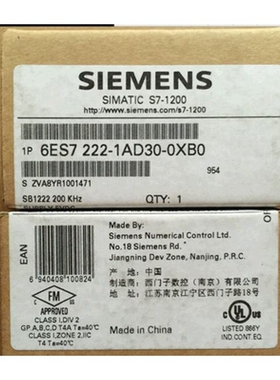 SIEMENS
SIMATIC S7-1200
http://www.siemens.com/s7-1200
1P 6ES7 222-1AD30-0XB0
S ZVA8YR1001471
954
SB1222 200 KHz
QTY: 1
EAN
6 940408 100824
FM
APPROVED
CLASS I,DIV 2
GP.A,B,C,D T4A Ta=40℃
CLASS I,ZONE 2,IIC
T4 Ta=40℃
Made By:
Siemens Numerical Control Ltd.
No.18 Siemens Rd.
Jiangning Dev Zone, Nanjing, P.R.C.
产 地: 中国
制造商: 西门子数控（南京）有限公司
地 址: 江苏南京江宁区西门子路18号
Made in China
UL
LISTED 866Y
IND.CONT.EQ.